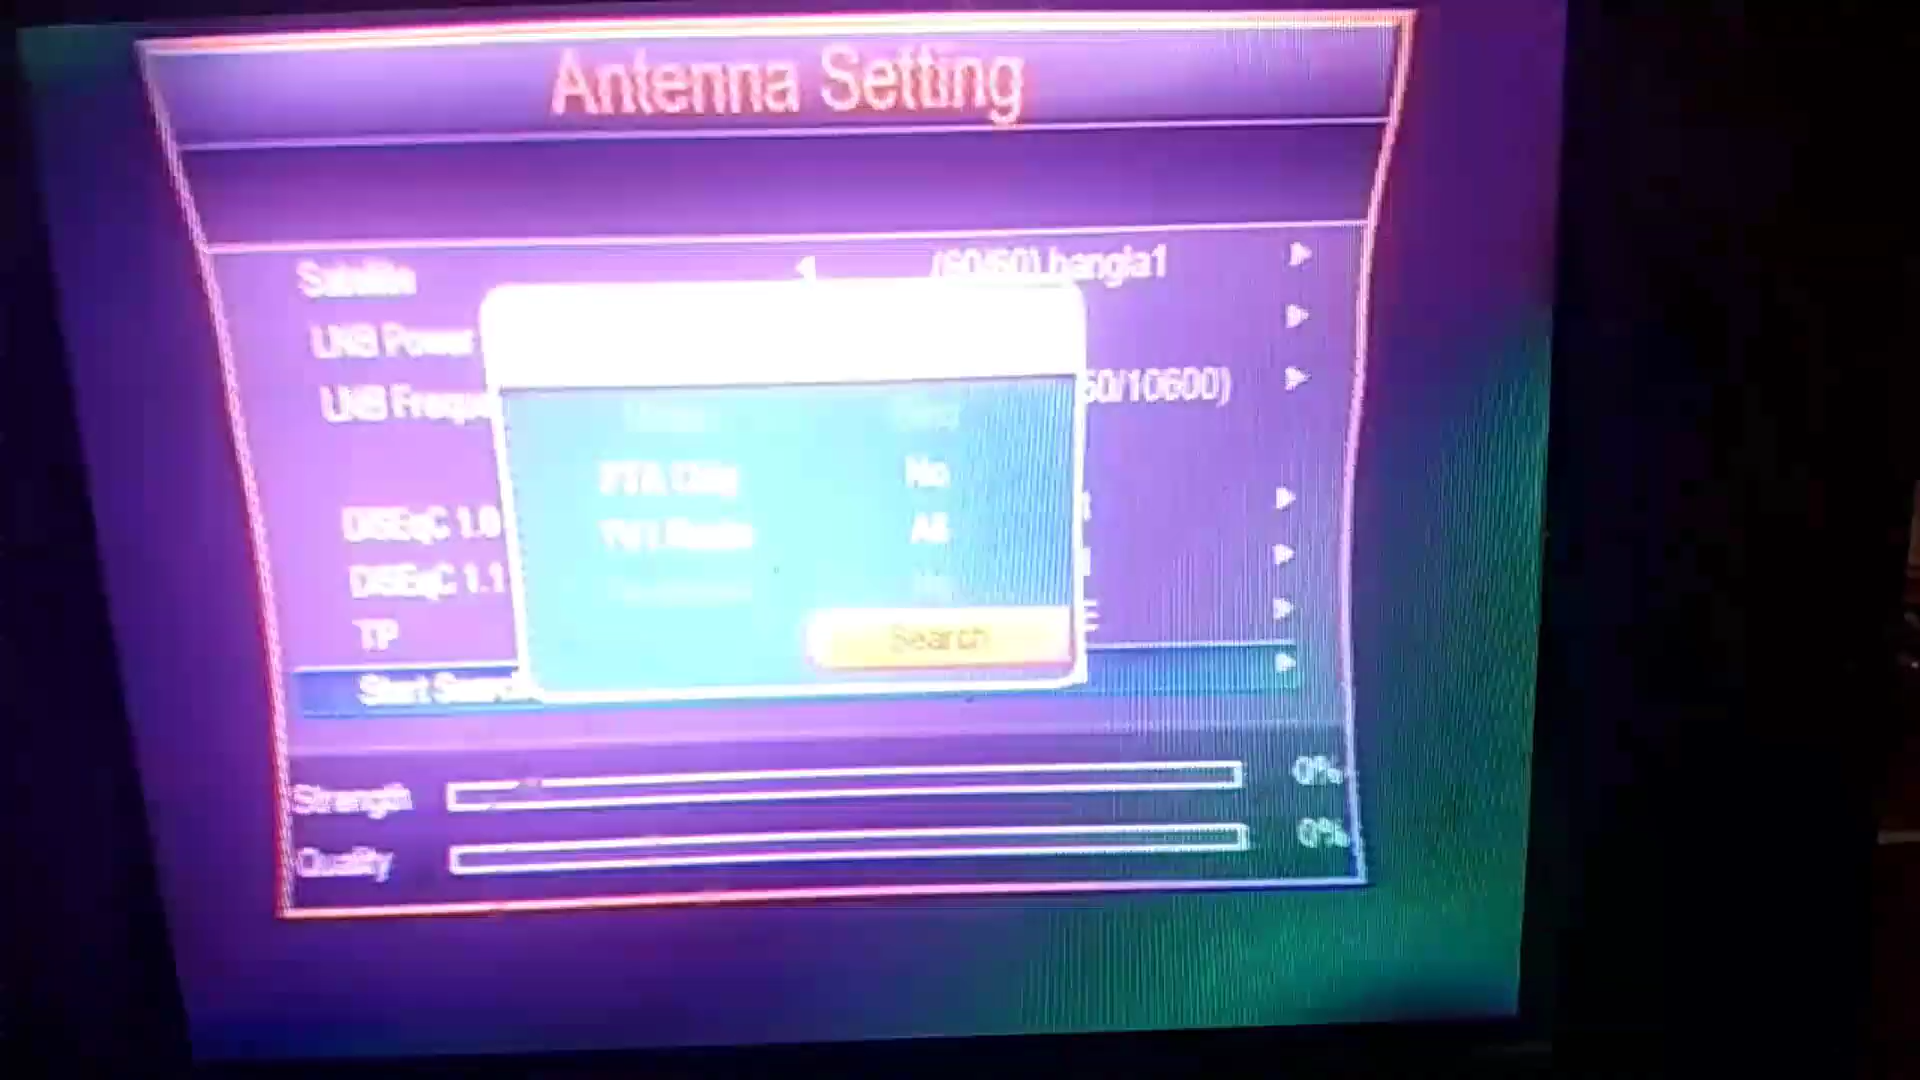 Antenna Setting
Satellite (60/60) bangla1
LNB Power
LNB Freque 50/10600)
FTA Only No
TV/ Radio All
DiSEqC 1.0
DiSEqC 1.1
TP
Search
Start Search
Strength 0%
Quality 0%